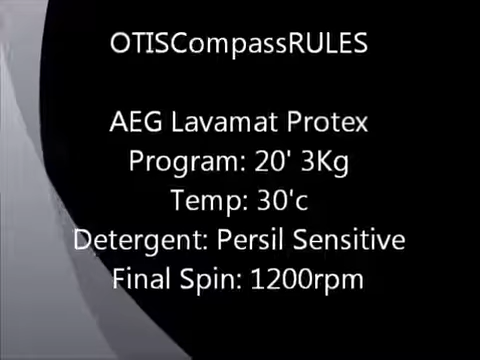 OTISCompassRULES
AEG Lavamat Protex
Program: 20' 3Kg
Temp: 30'c
Detergent: Persil Sensitive
Final Spin: 1200rpm